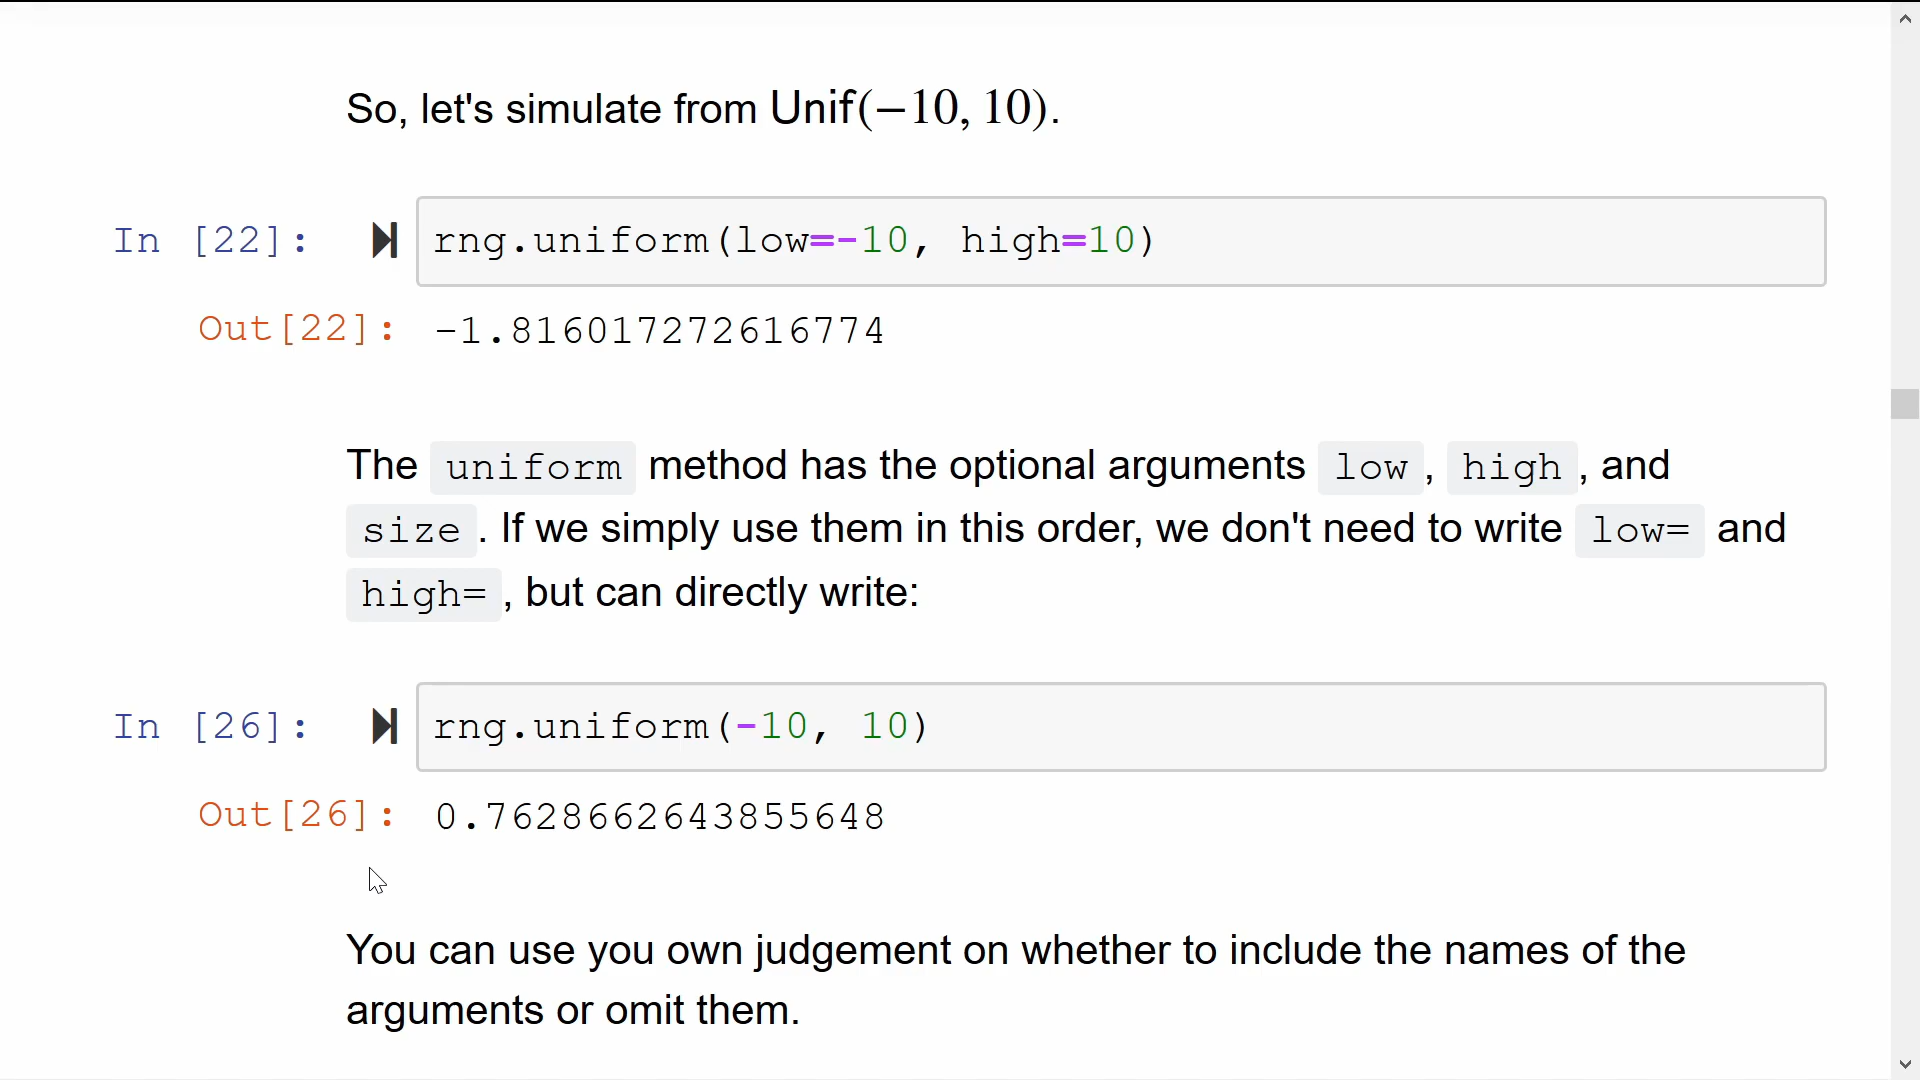 So, let's simulate from Unif(−10, 10).
In [22]: rng.uniform(low=-10, high=10)
Out[22]: -1.816017272616774
The uniform method has the optional arguments low, high, and
size. If we simply use them in this order, we don't need to write low= and
high=, but can directly write:
In [26]: rng.uniform(-10, 10)
Out[26]: 0.7628662643855648
You can use you own judgement on whether to include the names of the
arguments or omit them.